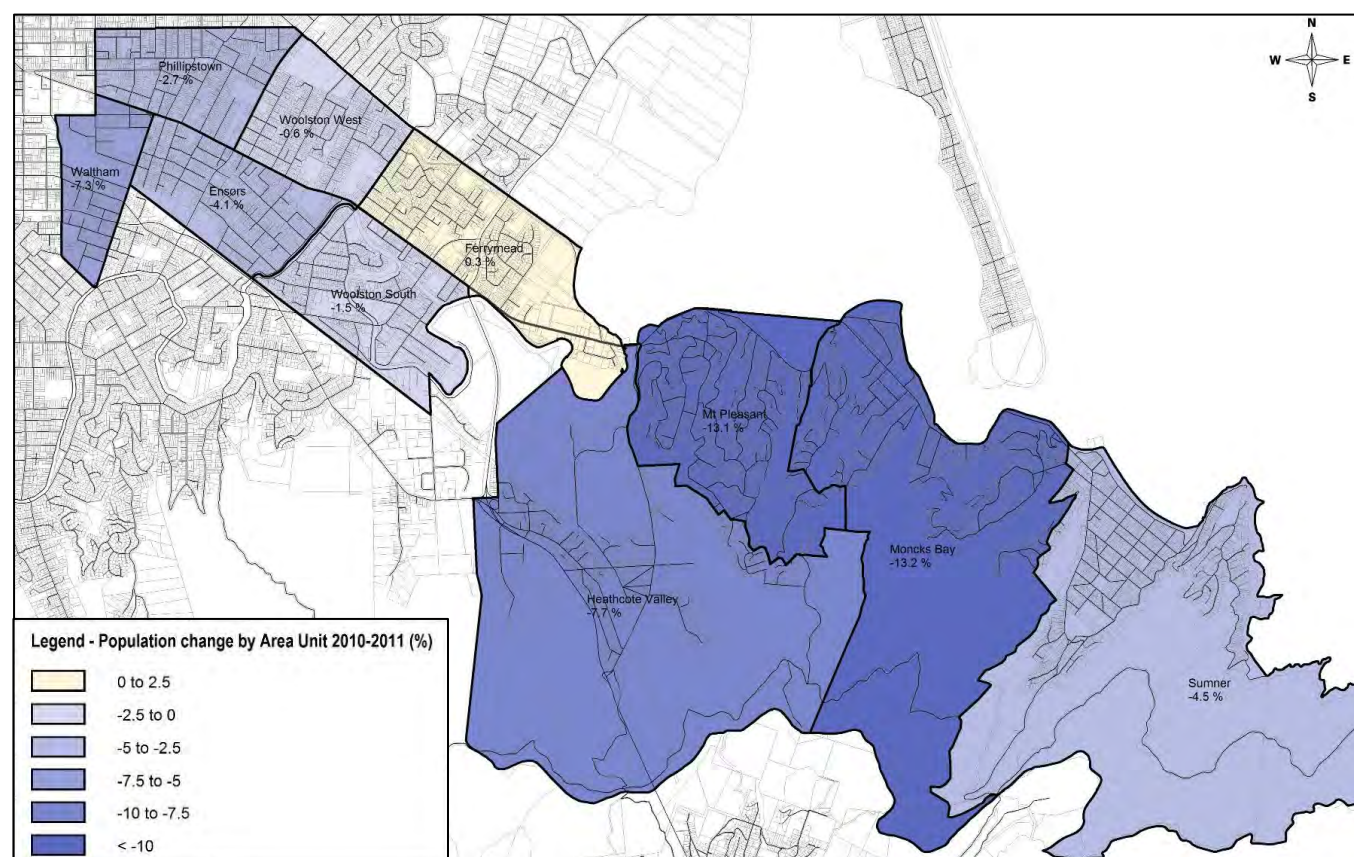 N
W E
S
Phillipstown
-2.7 %
Woolston West
-0.6 %
Waltham
-7.3 %
Ensors
-4.1 %
Ferrymead
0.3 %
Woolston South
-1.5 %
Mt Pleasant
-13.1 %
Moncks Bay
-13.2 %
Heathcote Valley
-7.7 %
Sumner
-4.5 %
Legend - Population change by Area Unit 2010-2011 (%)
0 to 2.5
-2.5 to 0
-5 to -2.5
-7.5 to -5
-10 to -7.5
< -10